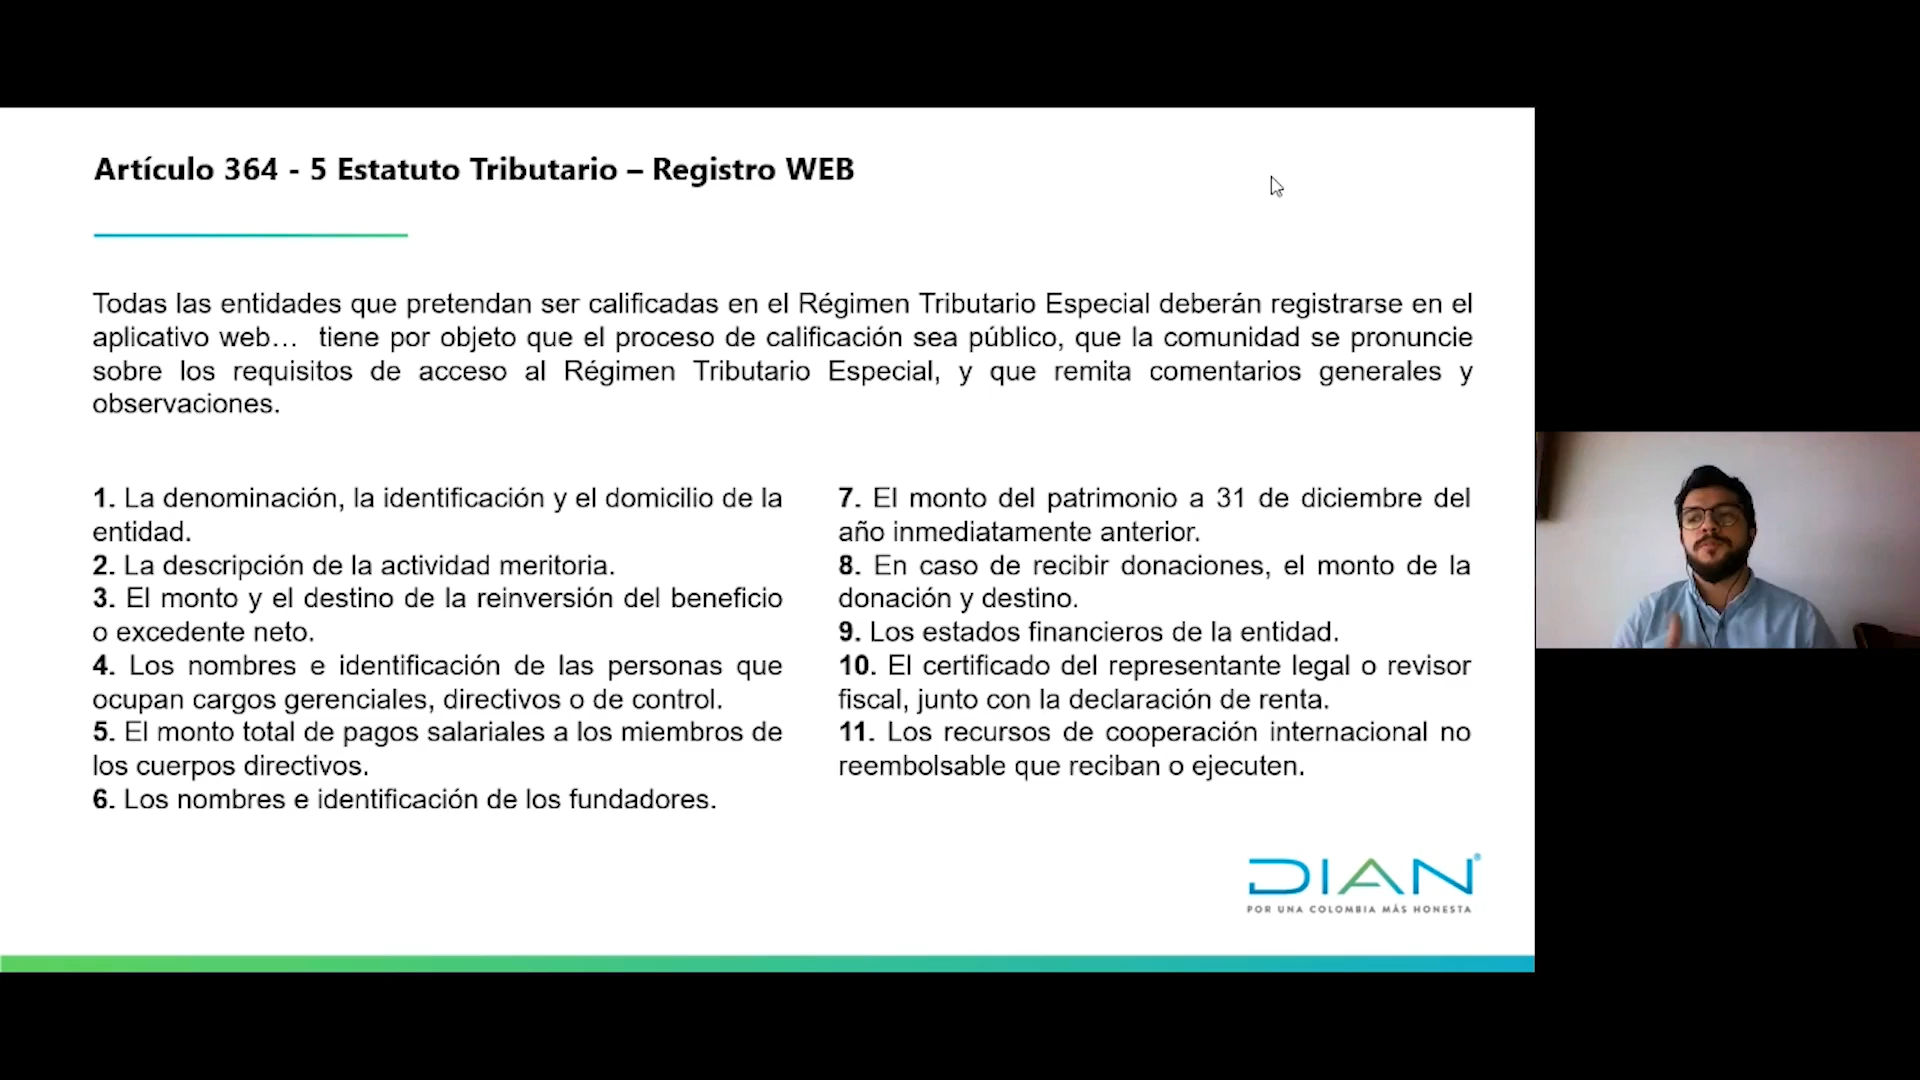 Artículo 364 - 5 Estatuto Tributario – Registro WEB
Todas las entidades que pretendan ser calificadas en el Régimen Tributario Especial deberán registrarse en el
aplicativo web… tiene por objeto que el proceso de calificación sea público, que la comunidad se pronuncie
sobre los requisitos de acceso al Régimen Tributario Especial, y que remita comentarios generales y
observaciones.
1. La denominación, la identificación y el domicilio de la
entidad.
2. La descripción de la actividad meritoria.
3. El monto y el destino de la reinversión del beneficio
o excedente neto.
4. Los nombres e identificación de las personas que
ocupan cargos gerenciales, directivos o de control.
5. El monto total de pagos salariales a los miembros de
los cuerpos directivos.
6. Los nombres e identificación de los fundadores.
7. El monto del patrimonio a 31 de diciembre del
año inmediatamente anterior.
8. En caso de recibir donaciones, el monto de la
donación y destino.
9. Los estados financieros de la entidad.
10. El certificado del representante legal o revisor
fiscal, junto con la declaración de renta.
11. Los recursos de cooperación internacional no
reembolsable que reciban o ejecuten.
DIAN®
POR UNA COLOMBIA MÁS HONESTA